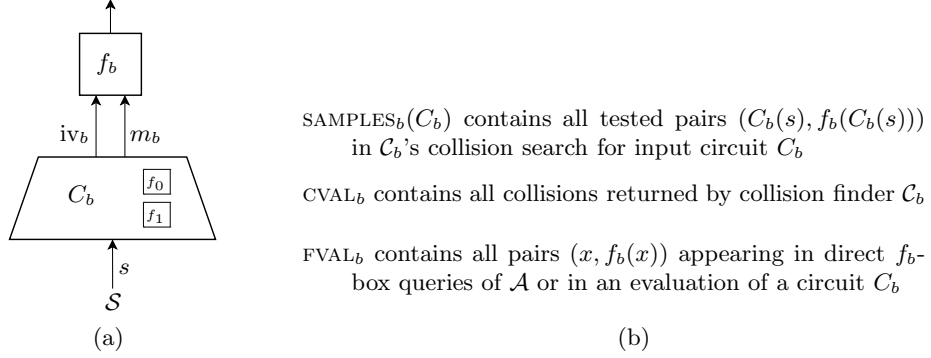 f_b
iv_b
m_b
C_b
f_0
f_1
s
𝒮
(a)
SAMPLES_b(C_b) contains all tested pairs (C_b(s), f_b(C_b(s)))
in 𝒞_b's collision search for input circuit C_b
CVAL_b contains all collisions returned by collision finder 𝒞_b
FVAL_b contains all pairs (x, f_b(x)) appearing in direct f_b-
box queries of 𝒜 or in an evaluation of a circuit C_b
(b)